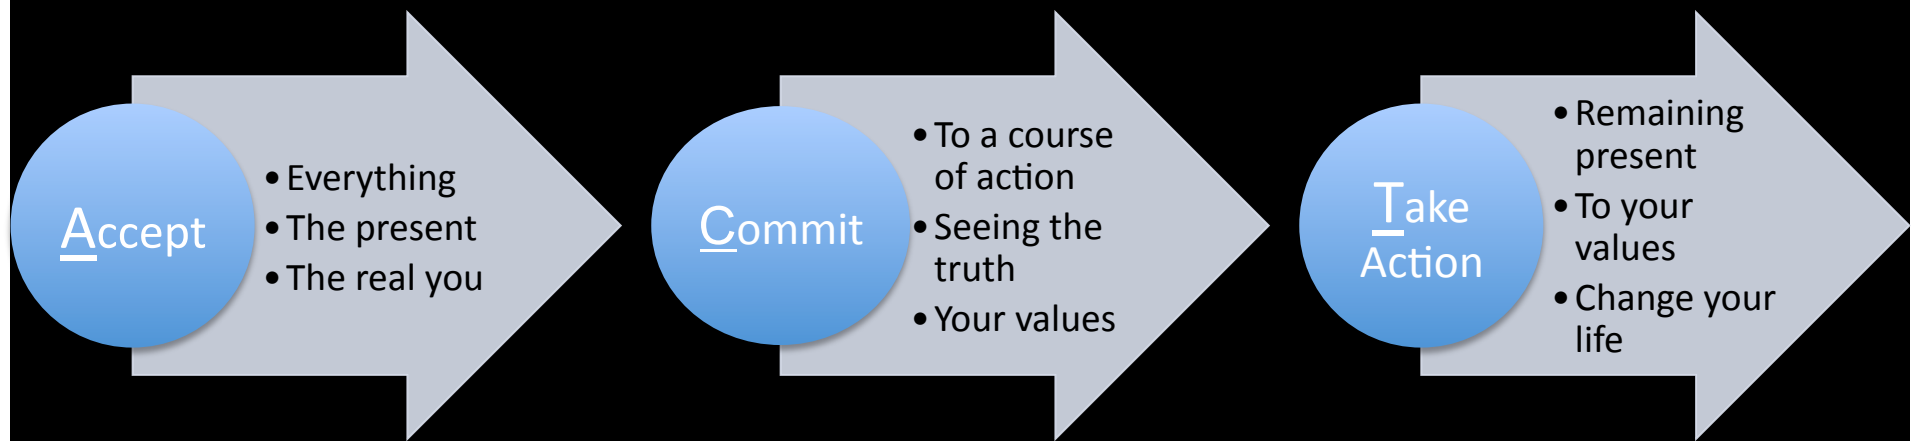 Accept
• Everything
• The present
• The real you
Commit
• To a course
of action
• Seeing the
truth
• Your values
Take
Action
• Remaining
present
• To your
values
• Change your
life